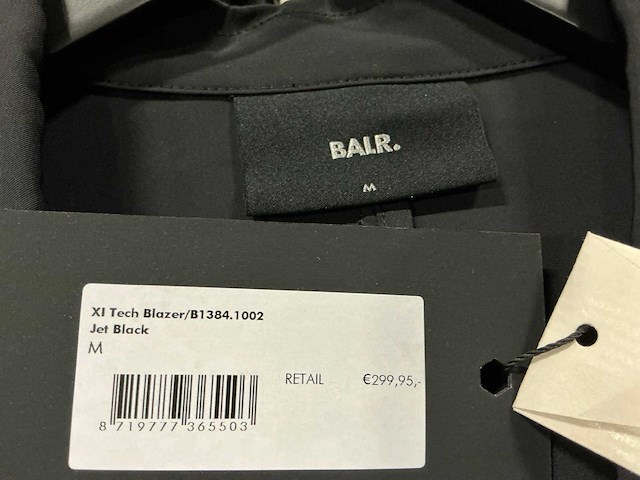 BALR.
M
XI Tech Blazer/B1384.1002
Jet Black
M
RETAIL €299,95,-
8 719777 365503